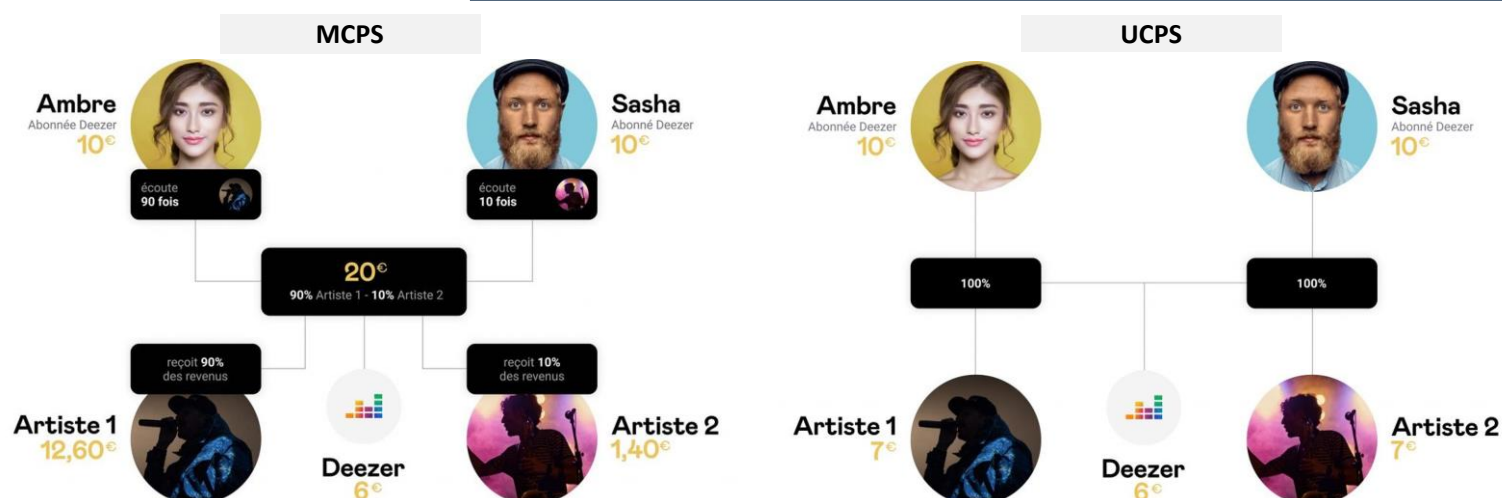 MCPS
Ambre
Abonnée Deezer
10€
Sasha
Abonné Deezer
10€
écoute
90 fois
écoute
10 fois
20€
90% Artiste 1 - 10% Artiste 2
reçoit 90%
des revenus
reçoit 10%
des revenus
Artiste 1
12,60€
Deezer
6€
Artiste 2
1,40€
UCPS
Ambre
Abonnée Deezer
10€
Sasha
Abonné Deezer
10€
100%
100%
Artiste 1
7€
Deezer
6€
Artiste 2
7€